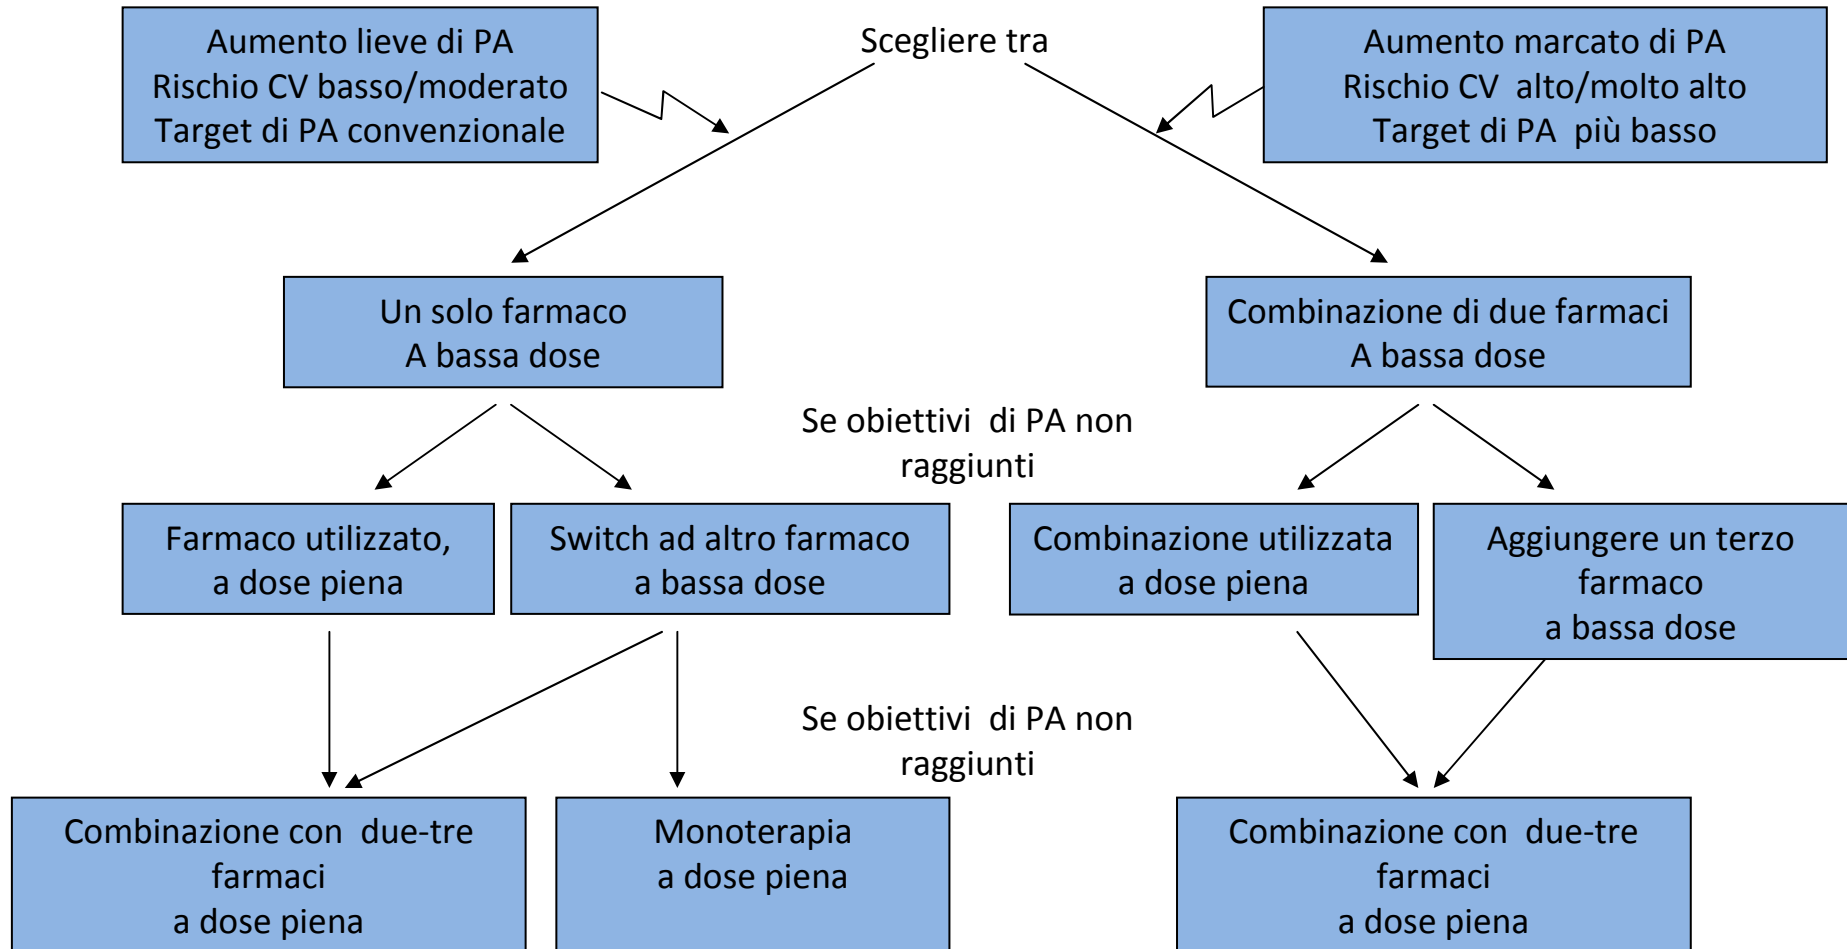 Aumento lieve di PA
Rischio CV basso/moderato
Target di PA convenzionale
Scegliere tra
Aumento marcato di PA
Rischio CV alto/molto alto
Target di PA più basso
Un solo farmaco
A bassa dose
Combinazione di due farmaci
A bassa dose
Se obiettivi di PA non
raggiunti
Farmaco utilizzato,
a dose piena
Switch ad altro farmaco
a bassa dose
Combinazione utilizzata
a dose piena
Aggiungere un terzo
farmaco
a bassa dose
Se obiettivi di PA non
raggiunti
Combinazione con due-tre
farmaci
a dose piena
Monoterapia
a dose piena
Combinazione con due-tre
farmaci
a dose piena